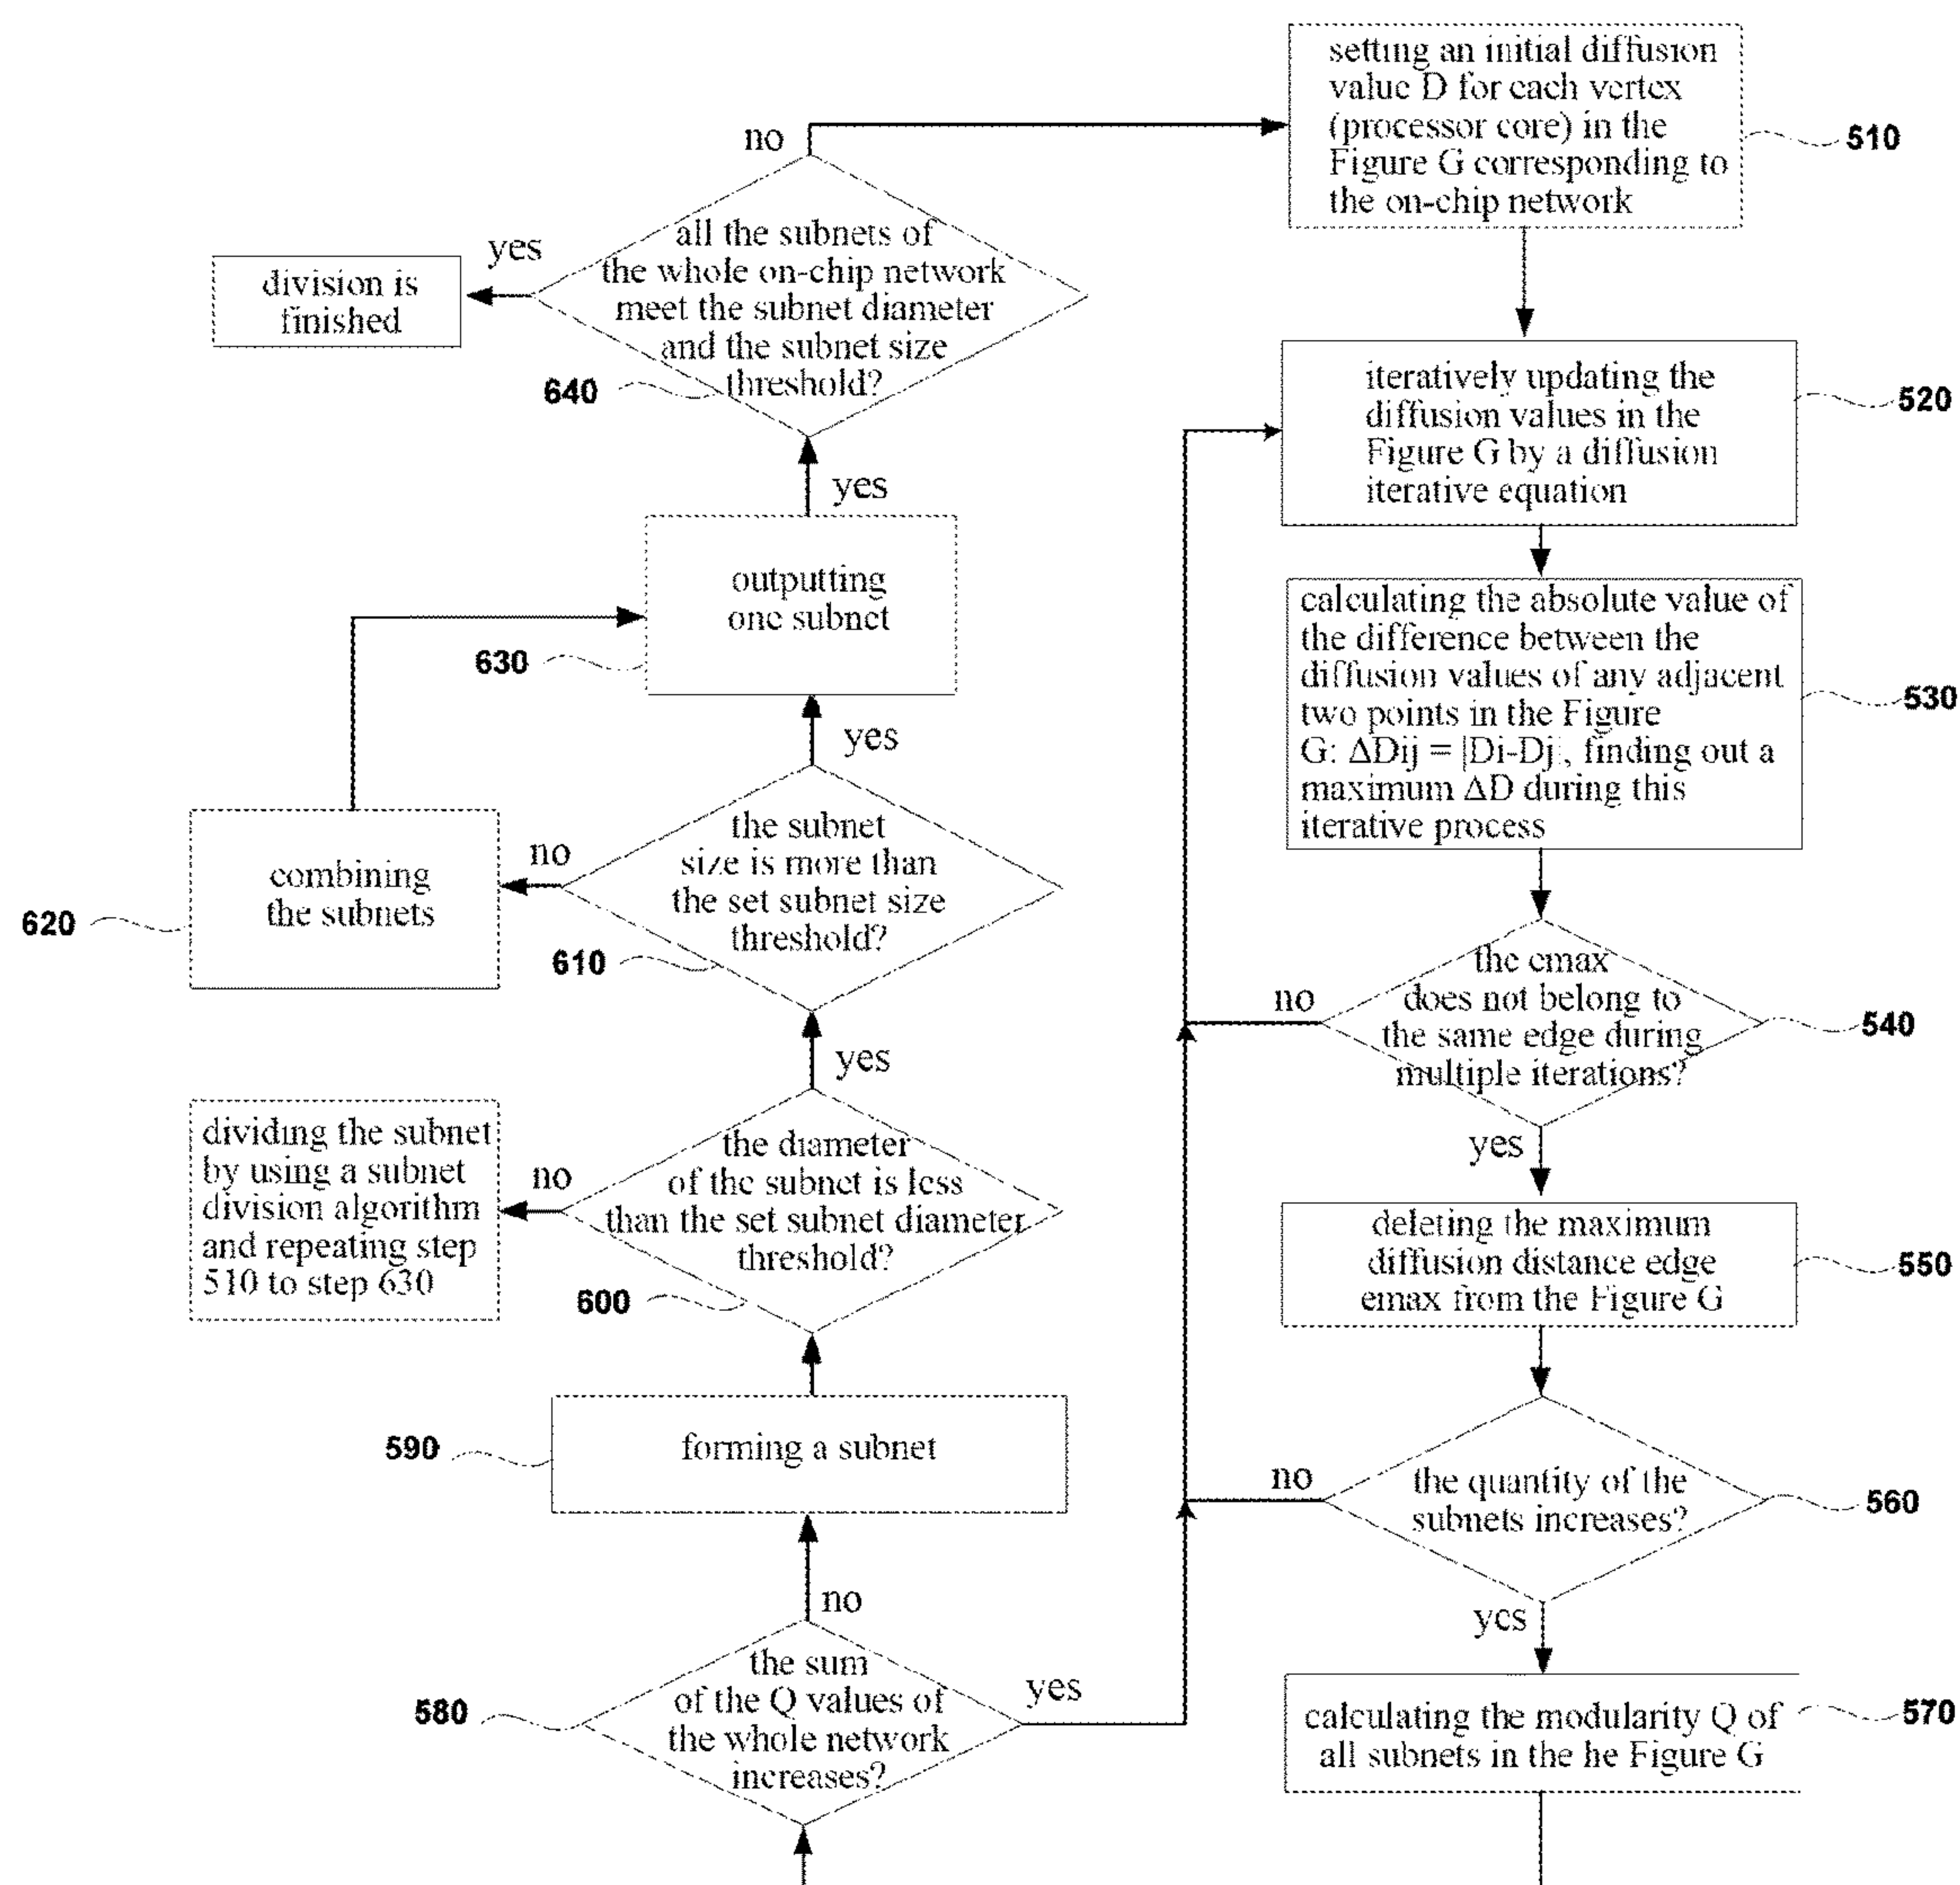 setting an initial diffusion
value D for each vertex
(processor core) in the
Figure G corresponding to
the on-chip network
510
no
all the subnets of
the whole on-chip network
meet the subnet diameter
and the subnet size
threshold?
640
yes
division is
finished
iteratively updating the
diffusion values in the
Figure G by a diffusion
iterative equation
520
yes
outputting
one subnet
630
calculating the absolute value of
the difference between the
diffusion values of any adjacent
two points in the Figure
G: ΔDij = |Di-Dj|, finding out a
maximum ΔD during this
iterative process
530
yes
the subnet
size is more than
the set subnet size
threshold?
610
no
combining
the subnets
620
the emax
does not belong to
the same edge during
multiple iterations?
540
no
yes
yes
the diameter
of the subnet is less
than the set subnet diameter
threshold?
600
no
dividing the subnet
by using a subnet
division algorithm
and repeating step
510 to step 630
deleting the maximum
diffusion distance edge
emax from the Figure G
550
forming a subnet
590
the quantity of the
subnets increases?
560
no
yes
no
the sum
of the Q values of
the whole network
increases?
580
yes
calculating the modularity Q of
all subnets in the he Figure G
570